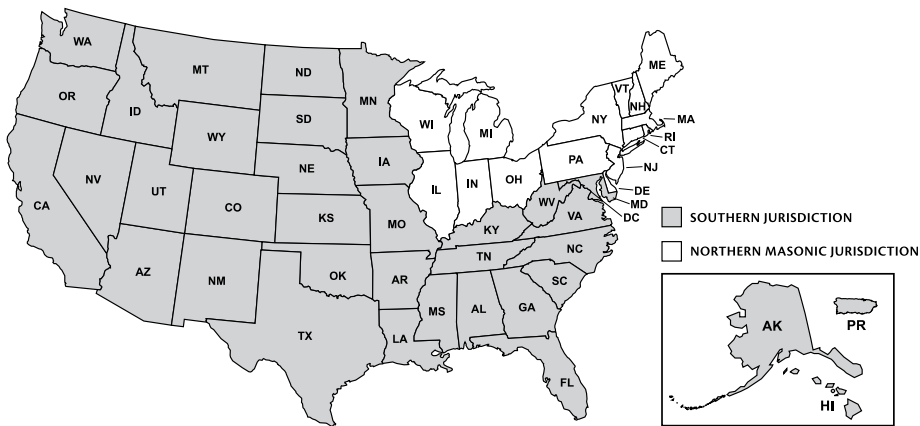 WA
MT
ND
MN
OR
ID
SD
WY
WI
MI
NY
VT
NH
ME
MA
RI
CT
NJ
PA
DE
MD
DC
NV
UT
NE
IA
IL
IN
OH
WV
VA
CA
CO
KS
MO
KY
NC
TN
AZ
NM
OK
AR
SC
MS
AL
GA
TX
LA
FL
SOUTHERN JURISDICTION
NORTHERN MASONIC JURISDICTION
AK
PR
HI